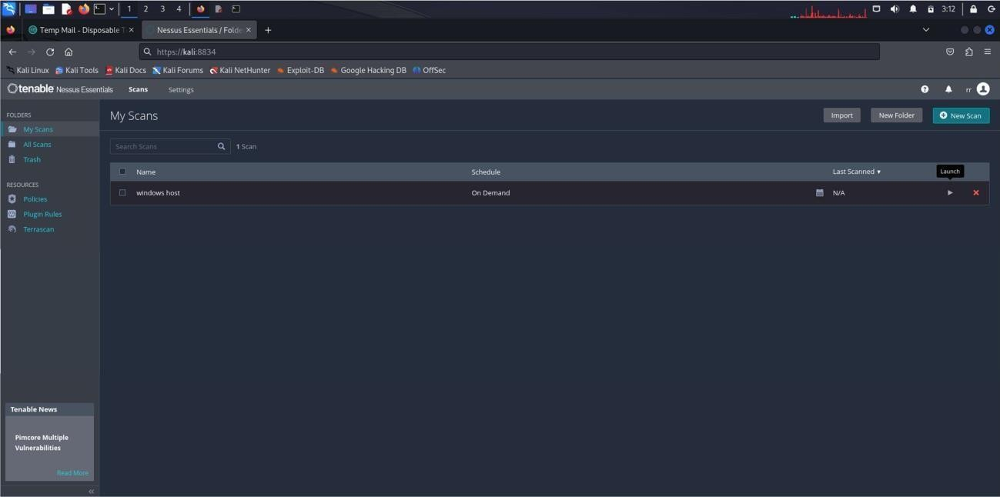 1 2 3 4 3:12
Temp Mail - Disposable T × Nessus Essentials / Folde × +
https://kali:8834
Kali Linux Kali Tools Kali Docs Kali Forums Kali NetHunter Exploit-DB Google Hacking DB OffSec
tenable Nessus Essentials Scans Settings rr
FOLDERS
My Scans
All Scans
Trash
RESOURCES
Policies
Plugin Rules
Terrascan
Tenable News
Pimcore Multiple
Vulnerabilities
Read More
My Scans Import New Folder New Scan
Search Scans 1 Scan
Name Schedule Last Scanned Launch
windows host On Demand N/A